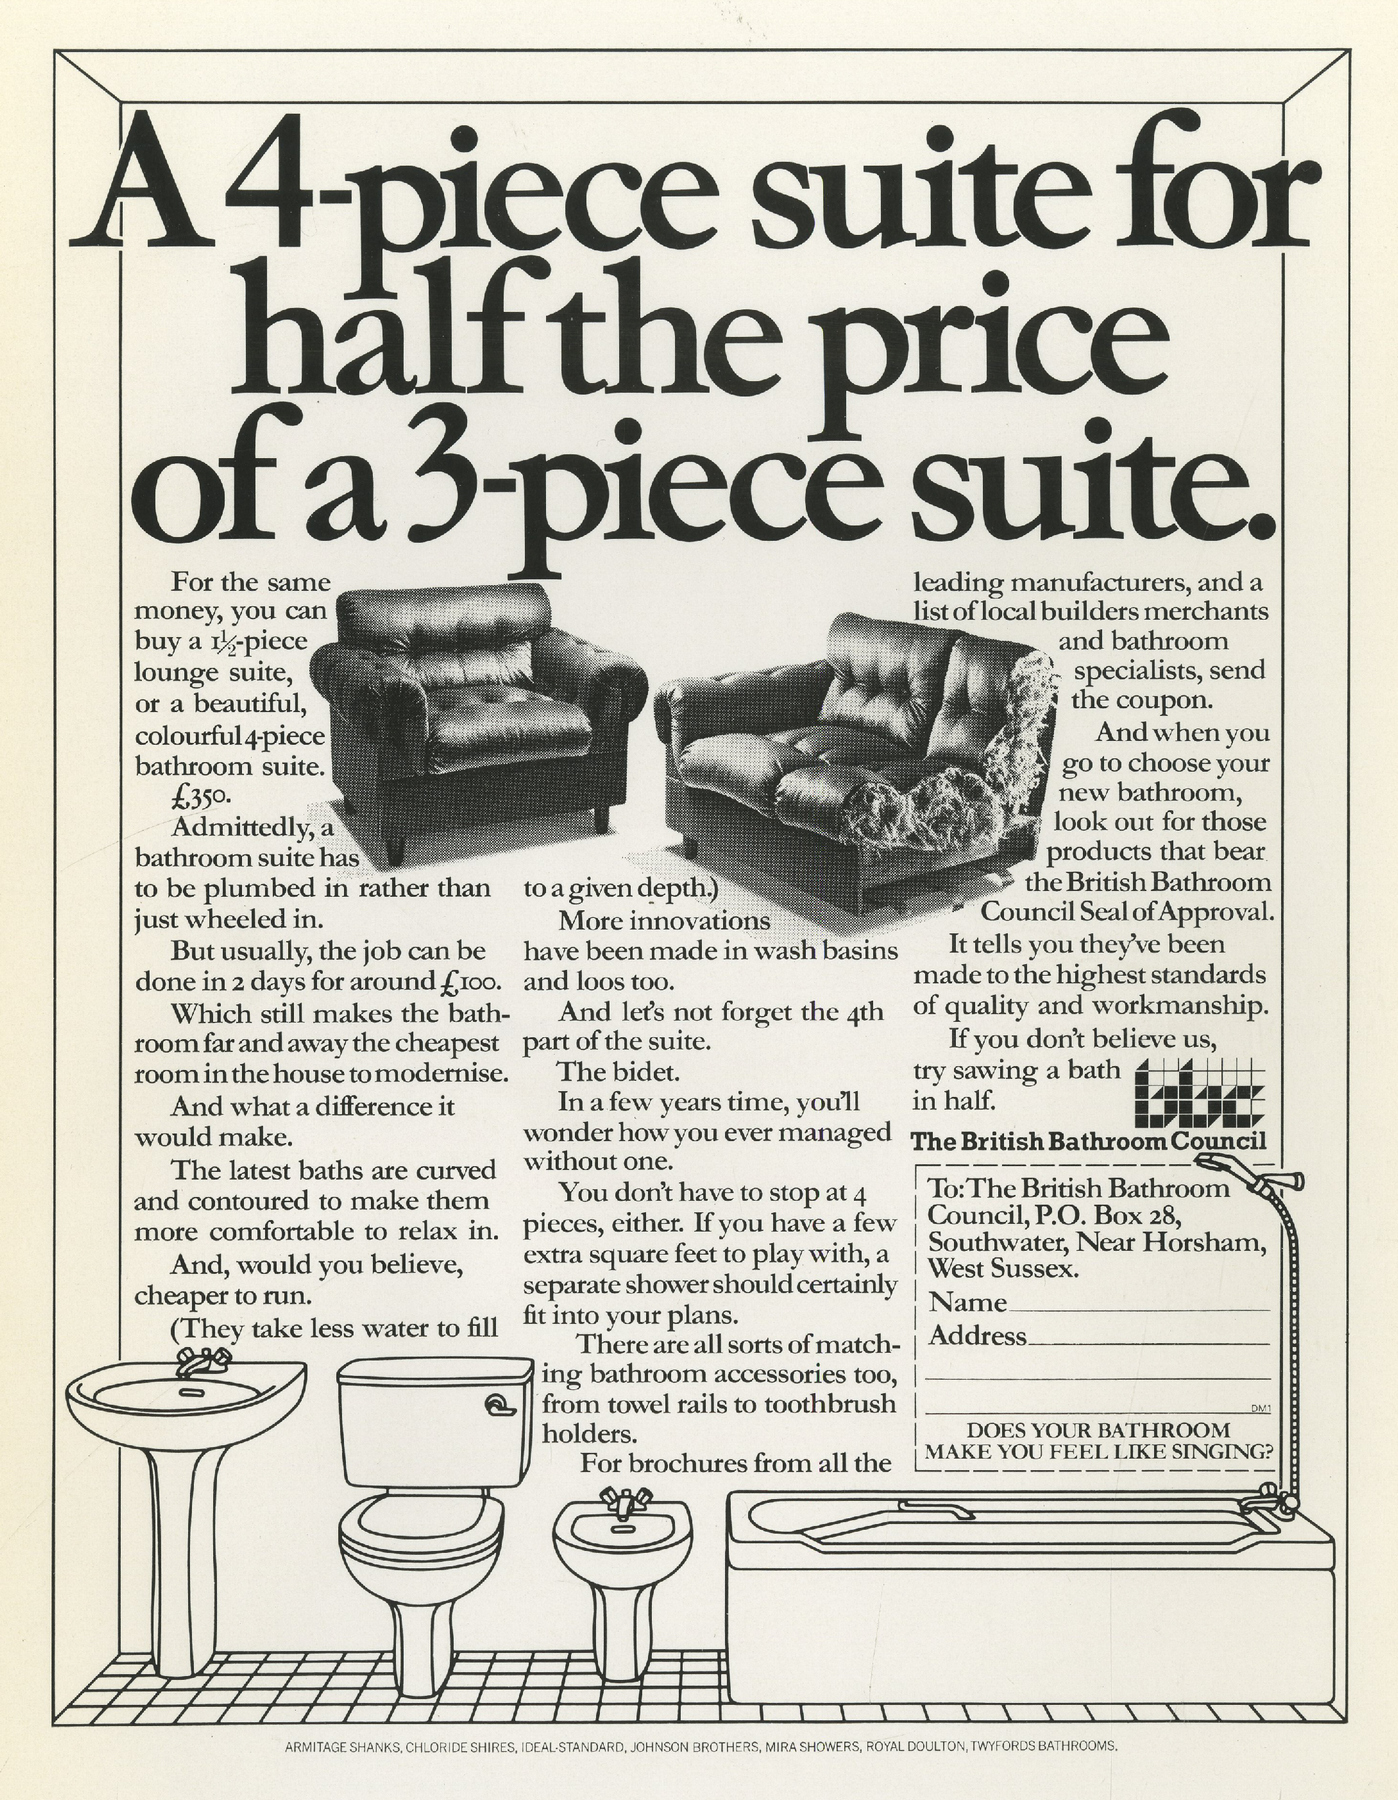 A 4-piece suite for
half the price
of a 3-piece suite.
For the same
money, you can
buy a 1½-piece
lounge suite,
or a beautiful,
colourful 4-piece
bathroom suite.
£350.
Admittedly, a
bathroom suite has
to be plumbed in rather than
just wheeled in.
But usually, the job can be
done in 2 days for around £100.
Which still makes the bath-
room far and away the cheapest
room in the house to modernise.
And what a difference it
would make.
The latest baths are curved
and contoured to make them
more comfortable to relax in.
And, would you believe,
cheaper to run.
(They take less water to fill
to a given depth.)
More innovations
have been made in wash basins
and loos too.
And let's not forget the 4th
part of the suite.
The bidet.
In a few years time, you'll
wonder how you ever managed
without one.
You don't have to stop at 4
pieces, either. If you have a few
extra square feet to play with, a
separate shower should certainly
fit into your plans.
There are all sorts of match-
ing bathroom accessories too,
from towel rails to toothbrush
holders.
For brochures from all the
leading manufacturers, and a
list of local builders merchants
and bathroom
specialists, send
the coupon.
And when you
go to choose your
new bathroom,
look out for those
products that bear
the British Bathroom
Council Seal of Approval.
It tells you they've been
made to the highest standards
of quality and workmanship.
If you don't believe us,
try sawing a bath
in half.
bbc
The British Bathroom Council
To: The British Bathroom
Council, P.O. Box 28,
Southwater, Near Horsham,
West Sussex.
Name
Address
DM1
DOES YOUR BATHROOM
MAKE YOU FEEL LIKE SINGING?
ARMITAGE SHANKS, CHLORIDE SHIRES, IDEAL-STANDARD, JOHNSON BROTHERS, MIRA SHOWERS, ROYAL DOULTON, TWYFORDS BATHROOMS.